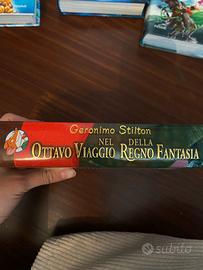 Geronimo Stilton
NEL DELLA
OTTAVO VIAGGIO REGNO FANTASIA
subito